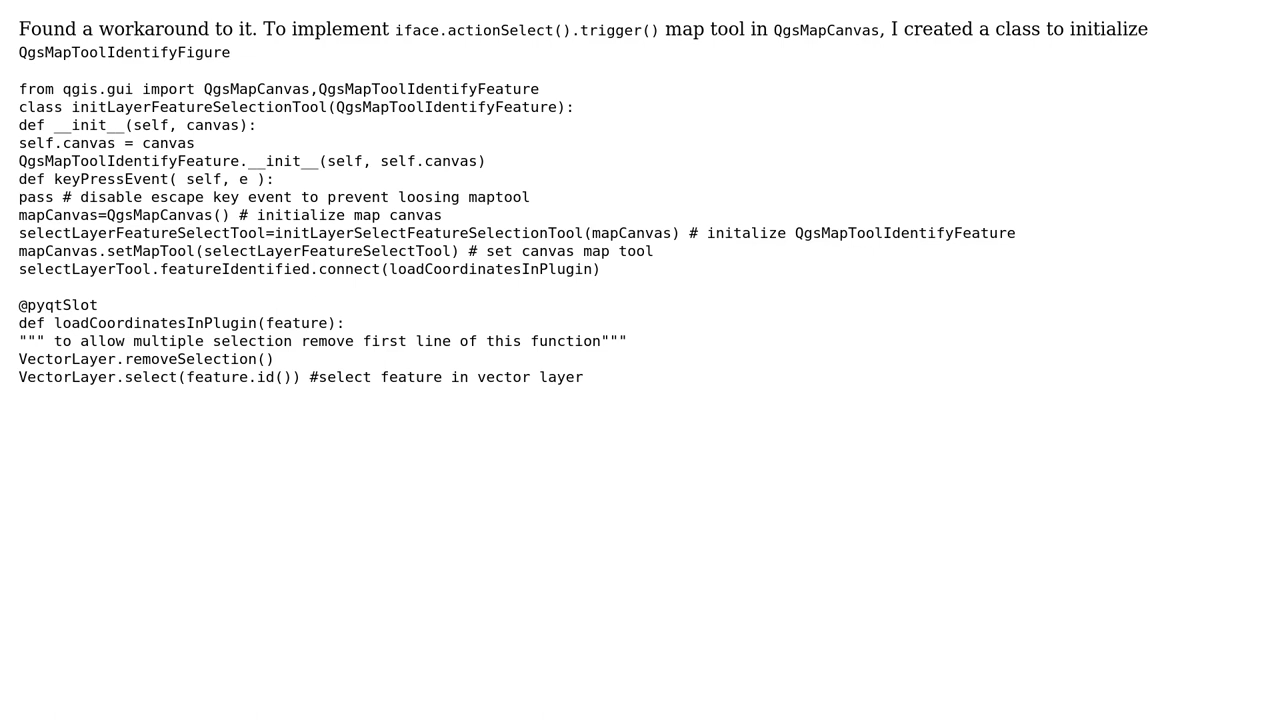 Found a workaround to it. To implement iface.actionSelect().trigger() map tool in QgsMapCanvas, I created a class to initialize
QgsMapToolIdentifyFigure
from qgis.gui import QgsMapCanvas,QgsMapToolIdentifyFeature
class initLayerFeatureSelectionTool(QgsMapToolIdentifyFeature):
def __init__(self, canvas):
self.canvas = canvas
QgsMapToolIdentifyFeature.__init__(self, self.canvas)
def keyPressEvent( self, e ):
pass # disable escape key event to prevent loosing maptool
mapCanvas=QgsMapCanvas() # initialize map canvas
selectLayerFeatureSelectTool=initLayerSelectFeatureSelectionTool(mapCanvas) # initalize QgsMapToolIdentifyFeature
mapCanvas.setMapTool(selectLayerFeatureSelectTool) # set canvas map tool
selectLayerTool.featureIdentified.connect(loadCoordinatesInPlugin)
@pyqtSlot
def loadCoordinatesInPlugin(feature):
""" to allow multiple selection remove first line of this function"""
VectorLayer.removeSelection()
VectorLayer.select(feature.id()) #select feature in vector layer